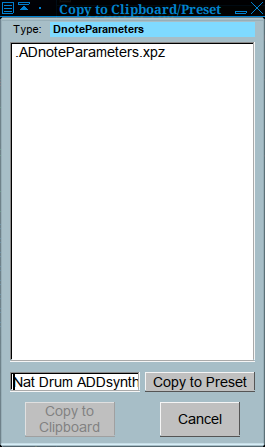 Copy to Clipboard/Preset
Type: DnoteParameters
.ADnoteParameters.xpz
Nat Drum ADDsynth
Copy to Preset
Copy to
Clipboard
Cancel